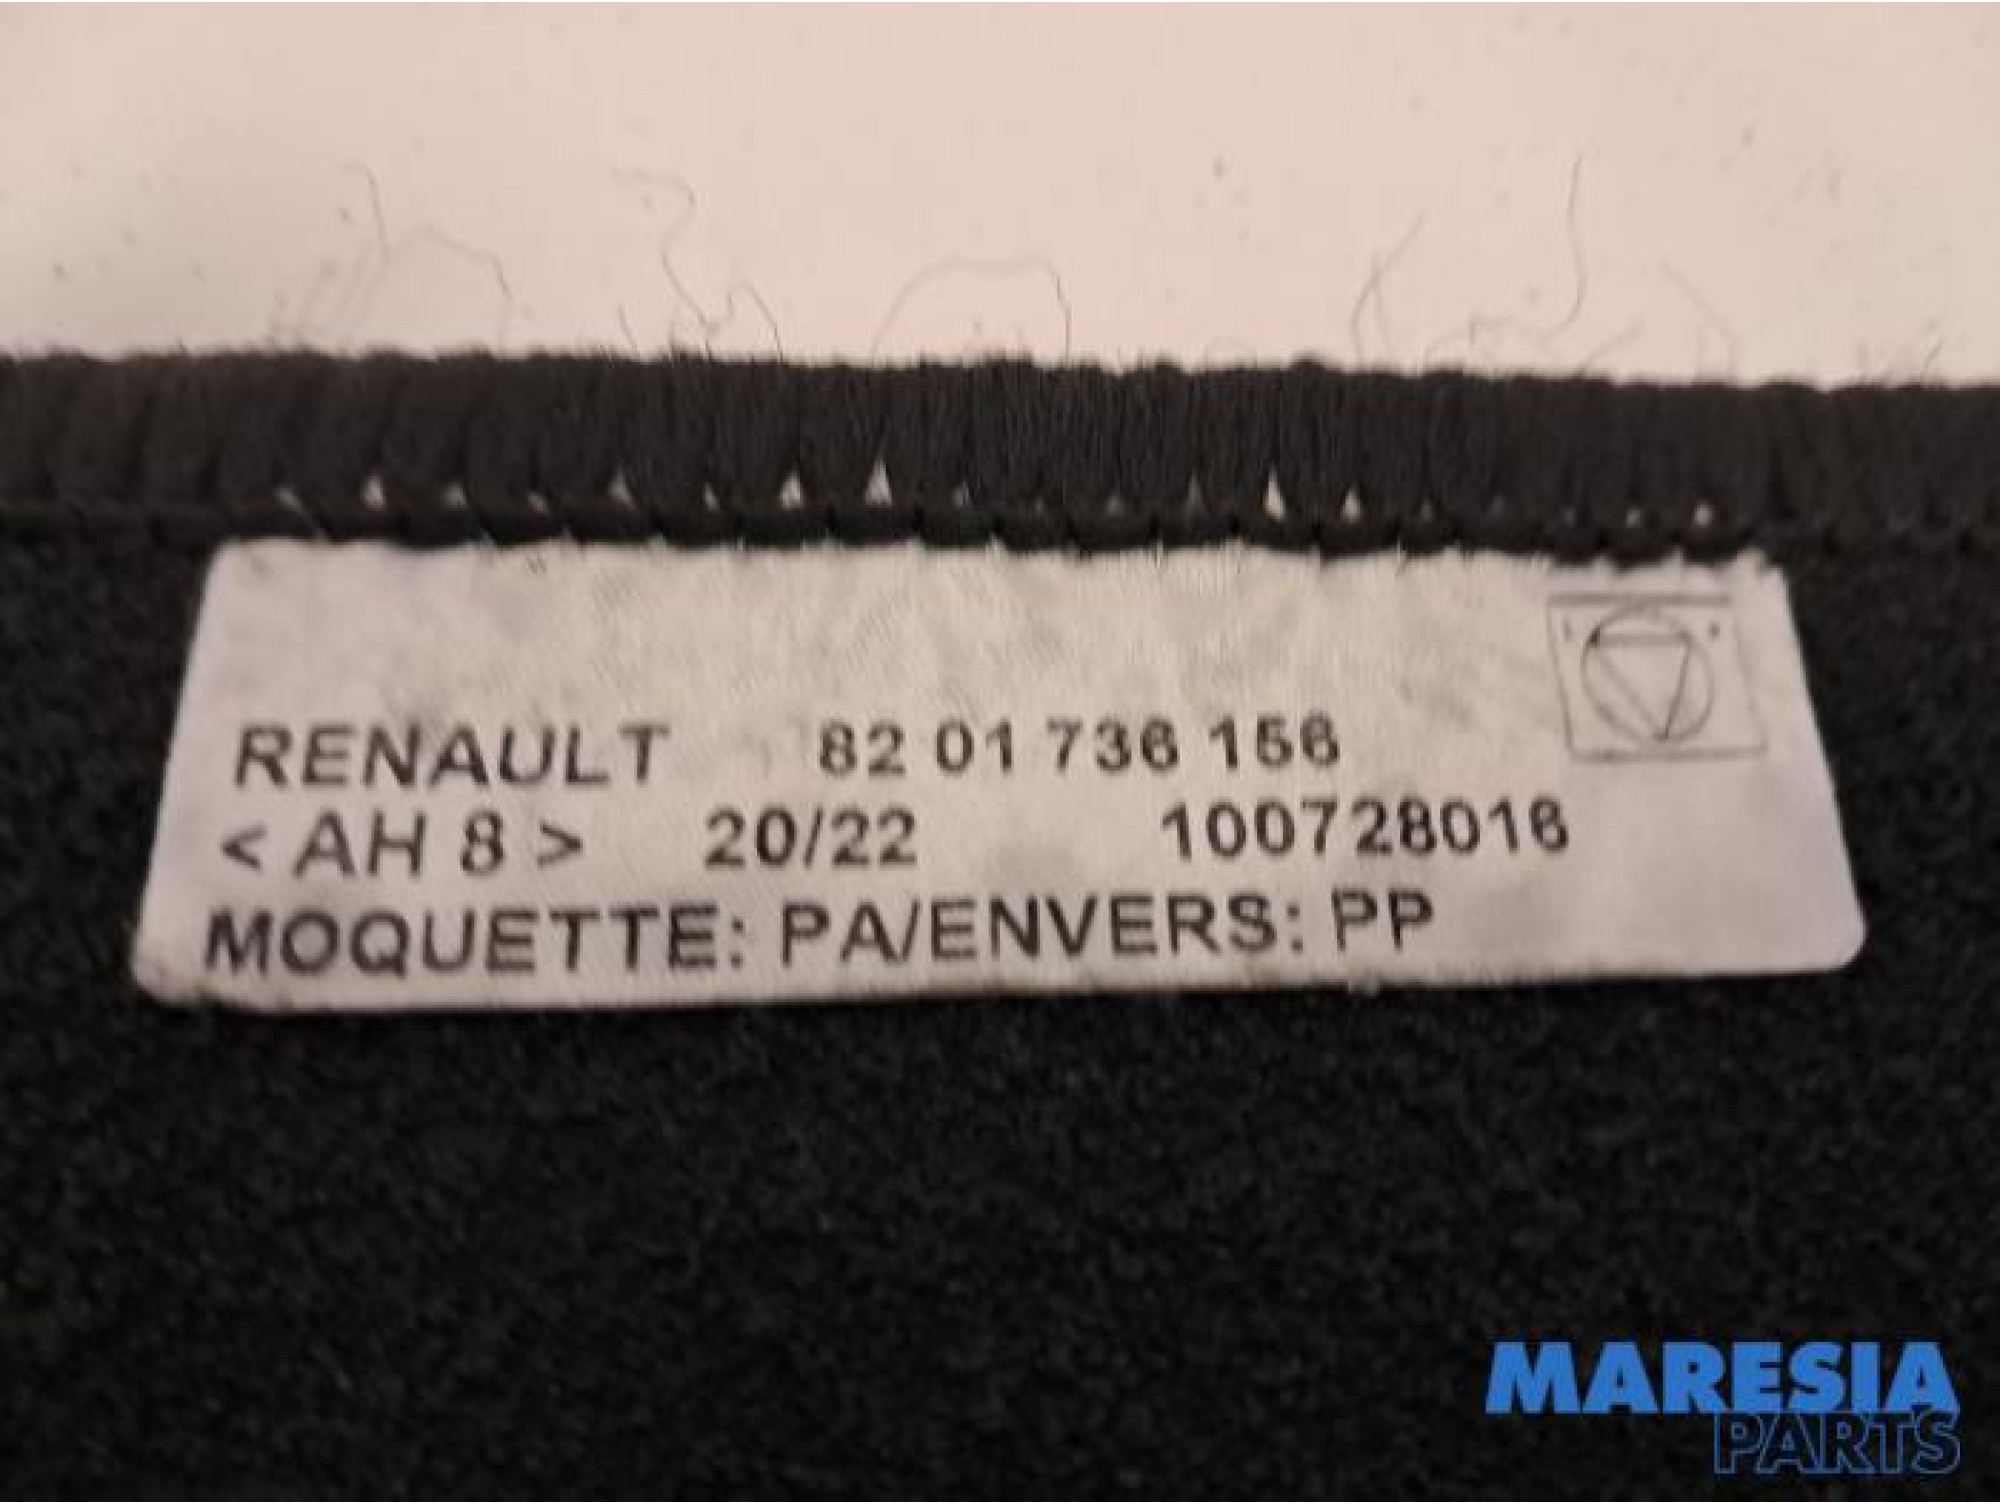 RENAULT 82 01 736 156
< AH 8 > 20/22 100728016
MOQUETTE: PA/ENVERS: PP
MARESIA
PARTS